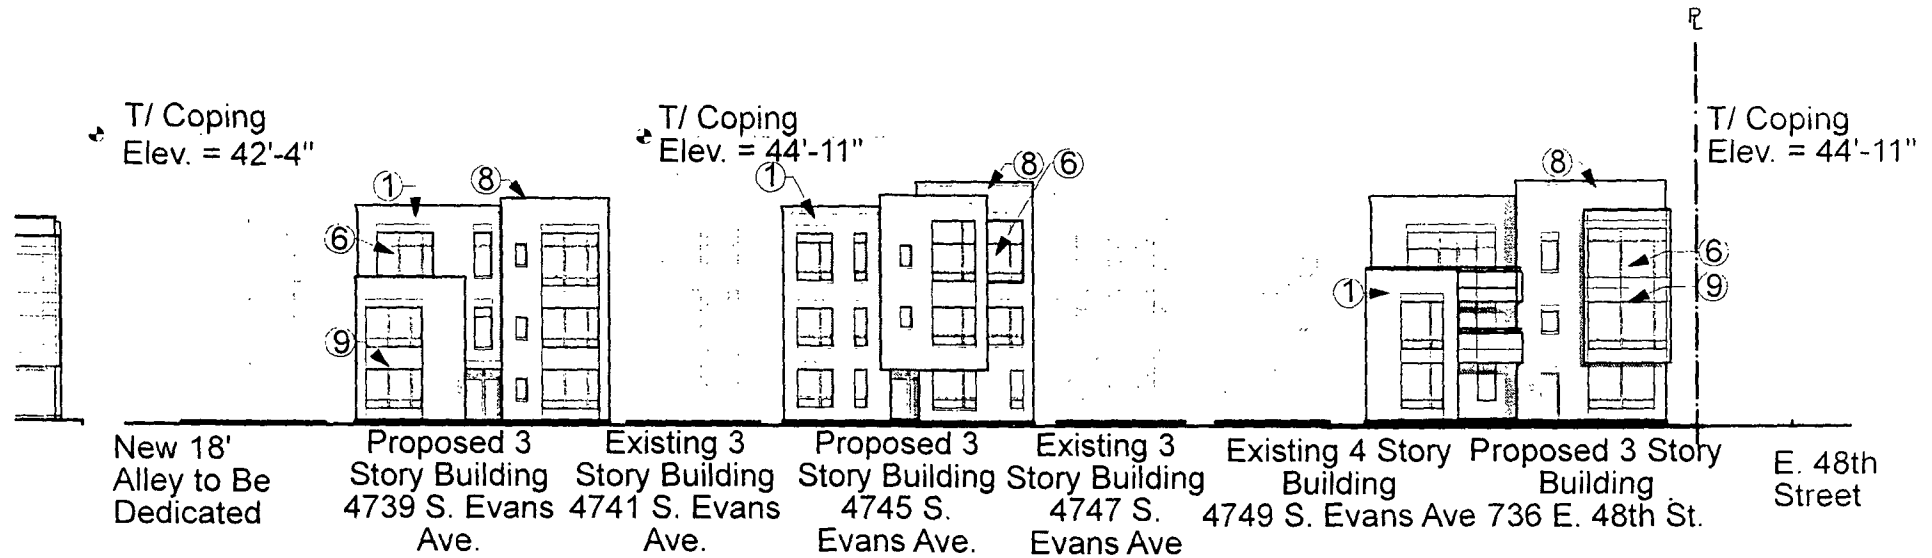 ℄
T/ Coping
Elev. = 42'-4"
T/ Coping
Elev. = 44'-11"
T/ Coping
Elev. = 44'-11"
1
8
6
9
1
8
6
8
1
6
9
New 18'
Alley to Be
Dedicated
Proposed 3
Story Building
4739 S. Evans
Ave.
Existing 3
Story Building
4741 S. Evans
Ave.
Proposed 3
Story Building
4745 S.
Evans Ave.
Existing 3
Story Building
4747 S.
Evans Ave
Existing 4 Story
Building
4749 S. Evans Ave
Proposed 3 Story
Building
736 E. 48th St.
E. 48th
Street